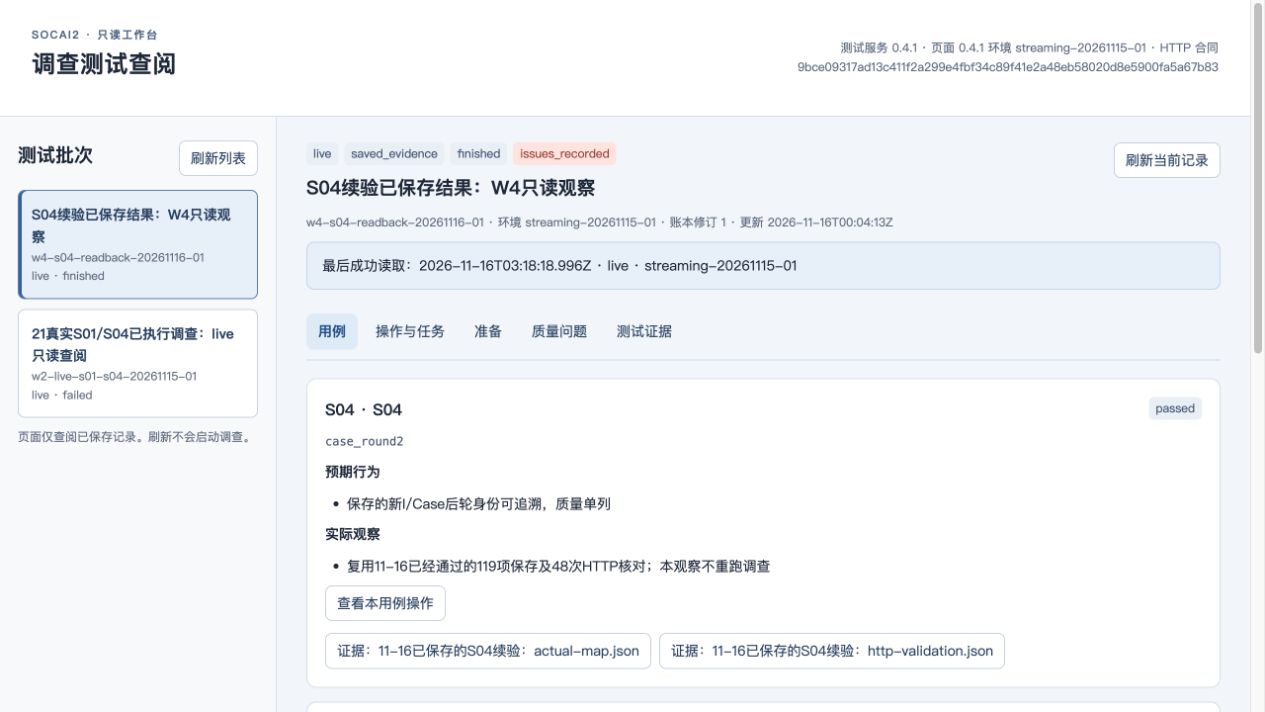 SOCAI2 · 只读工作台
调查测试查阅
测试服务 0.4.1 · 页面 0.4.1 环境 streaming-20261115-01 · HTTP 合同
9bce09317ad13c411f2a299e4fbf34c89f41e2a48eb58020d8e5900fa5a67b83
测试批次
刷新列表
S04续验已保存结果：W4只读观
察
w4-s04-readback-20261116-01
live · finished
21真实S01/S04已执行调查：live
只读查阅
w2-live-s01-s04-20261115-01
live · failed
页面仅查阅已保存记录。刷新不会启动调查。
live
saved_evidence
finished
issues_recorded
刷新当前记录
S04续验已保存结果：W4只读观察
w4-s04-readback-20261116-01 · 环境 streaming-20261115-01 · 账本修订 1 · 更新 2026-11-16T00:04:13Z
最后成功读取：2026-11-16T03:18:18.996Z · live · streaming-20261115-01
用例
操作与任务
准备
质量问题
测试证据
S04 · S04
passed
case_round2
预期行为
• 保存的新I/Case后轮身份可追溯，质量单列
实际观察
• 复用11-16已经通过的119项保存及48次HTTP核对；本观察不重跑调查
查看本用例操作
证据：11-16已保存的S04续验：actual-map.json
证据：11-16已保存的S04续验：http-validation.json